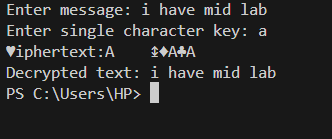 Enter message: i have mid lab
Enter single character key: a
♥iphertext:A    ↨♦A♣A
Decrypted text: i have mid lab
PS C:\Users\HP>